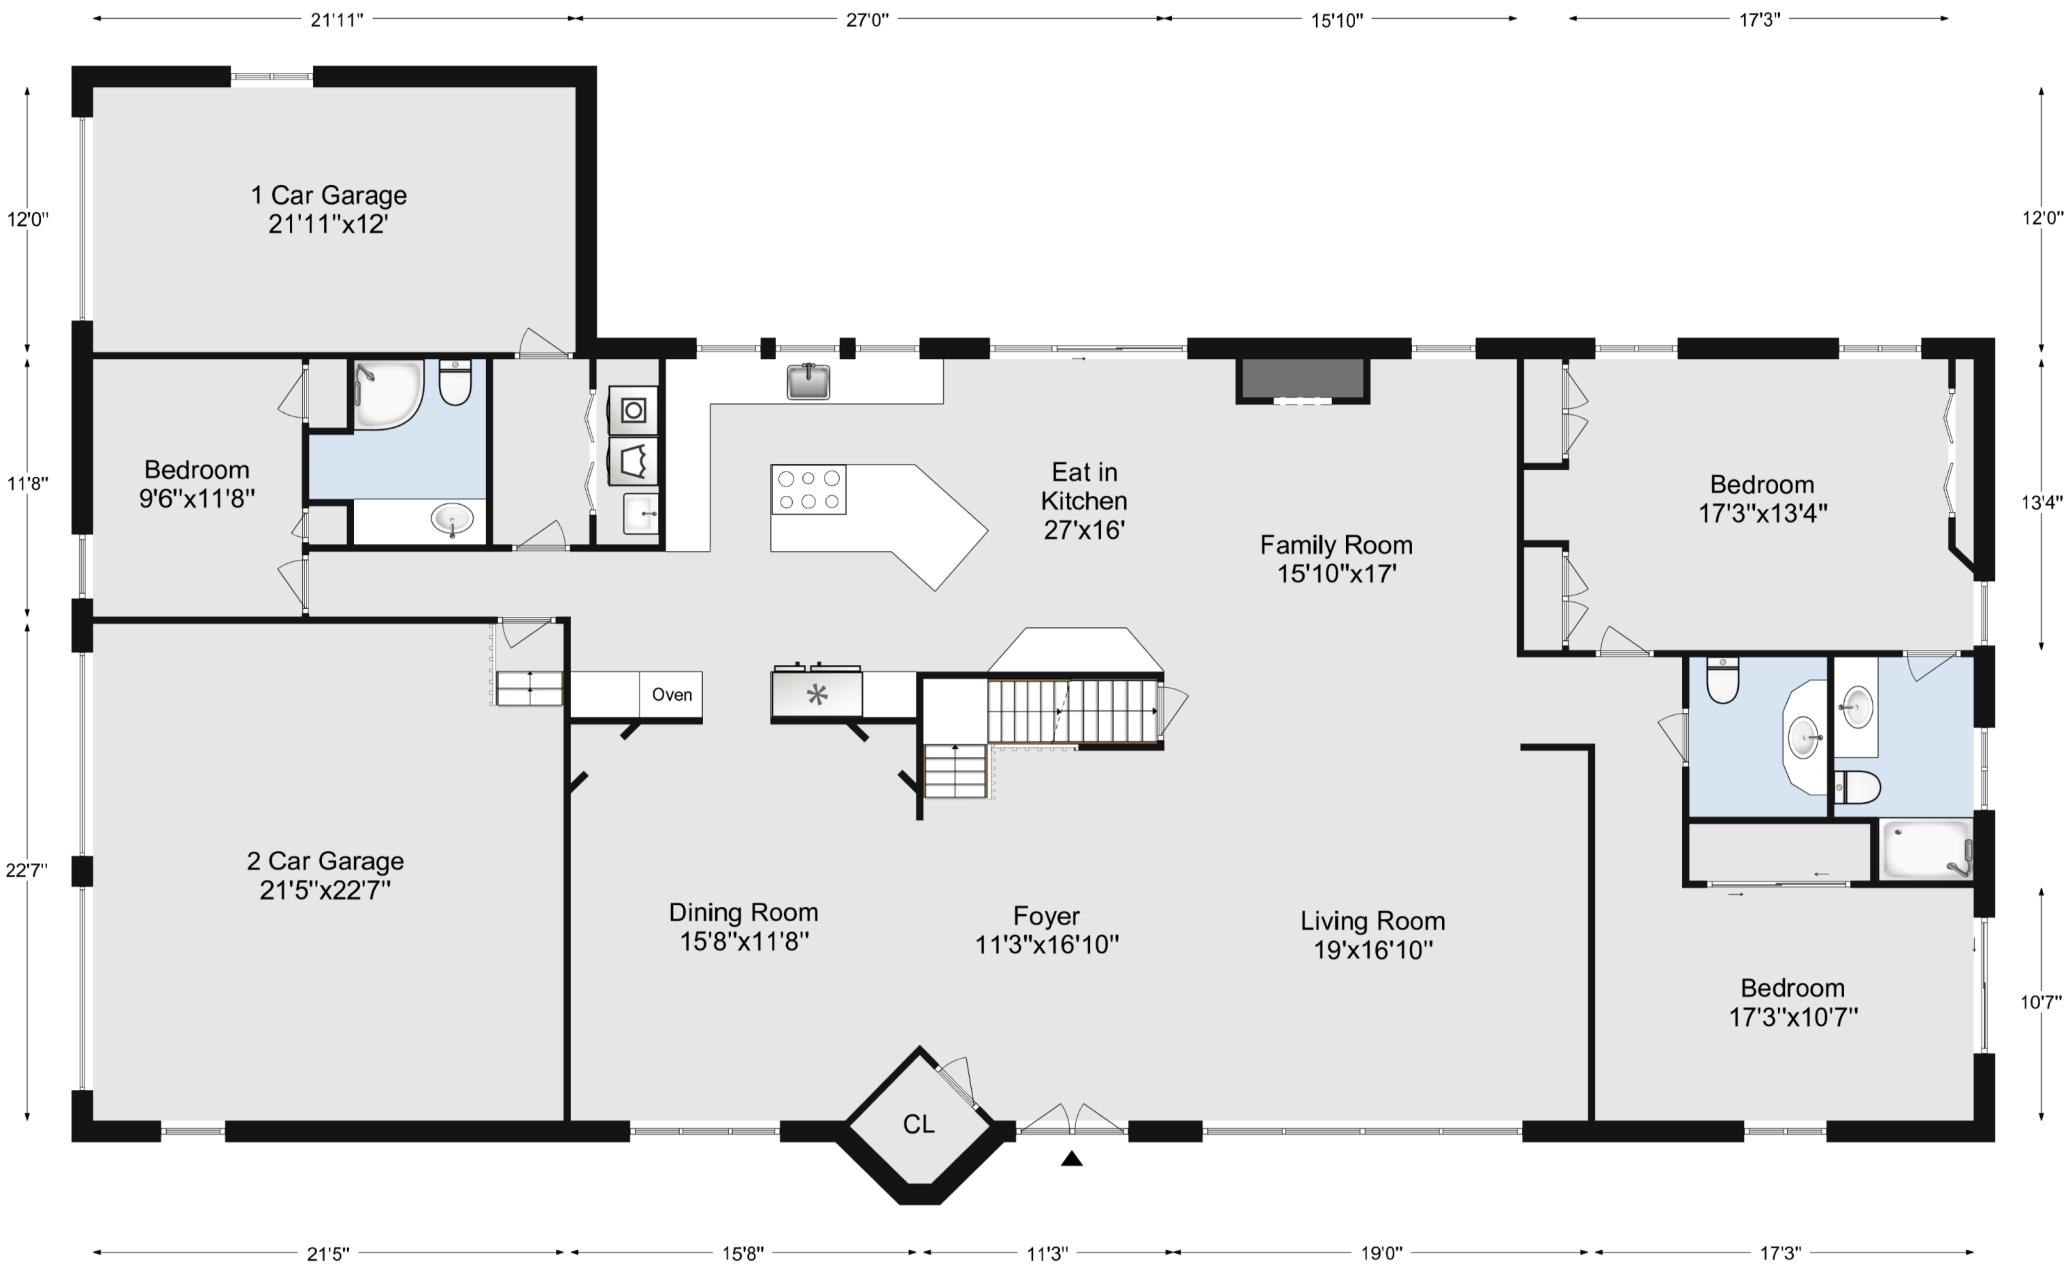 21'11"
27'0"
15'10"
17'3"
1 Car Garage
21'11"x12'
12'0"
12'0"
Bedroom
9'6"x11'8"
11'8"
Eat in
Kitchen
27'x16'
Family Room
15'10"x17'
Bedroom
17'3"x13'4"
13'4"
Oven
2 Car Garage
21'5"x22'7"
22'7"
Dining Room
15'8"x11'8"
Foyer
11'3"x16'10"
Living Room
19'x16'10"
Bedroom
17'3"x10'7"
10'7"
CL
21'5"
15'8"
11'3"
19'0"
17'3"